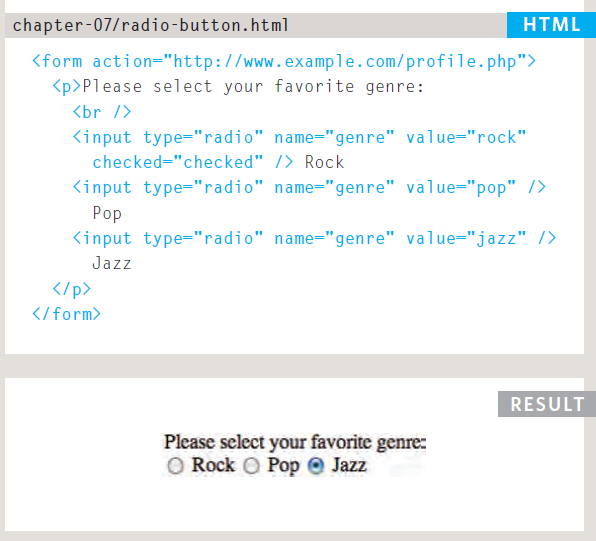 chapter-07/radio-button.html HTML
<form action="http://www.example.com/profile.php">
<p>Please select your favorite genre:
<br />
<input type="radio" name="genre" value="rock"
checked="checked" /> Rock
<input type="radio" name="genre" value="pop" />
Pop
<input type="radio" name="genre" value="jazz" />
Jazz
</p>
</form>
RESULT
Please select your favorite genre:
Rock Pop Jazz